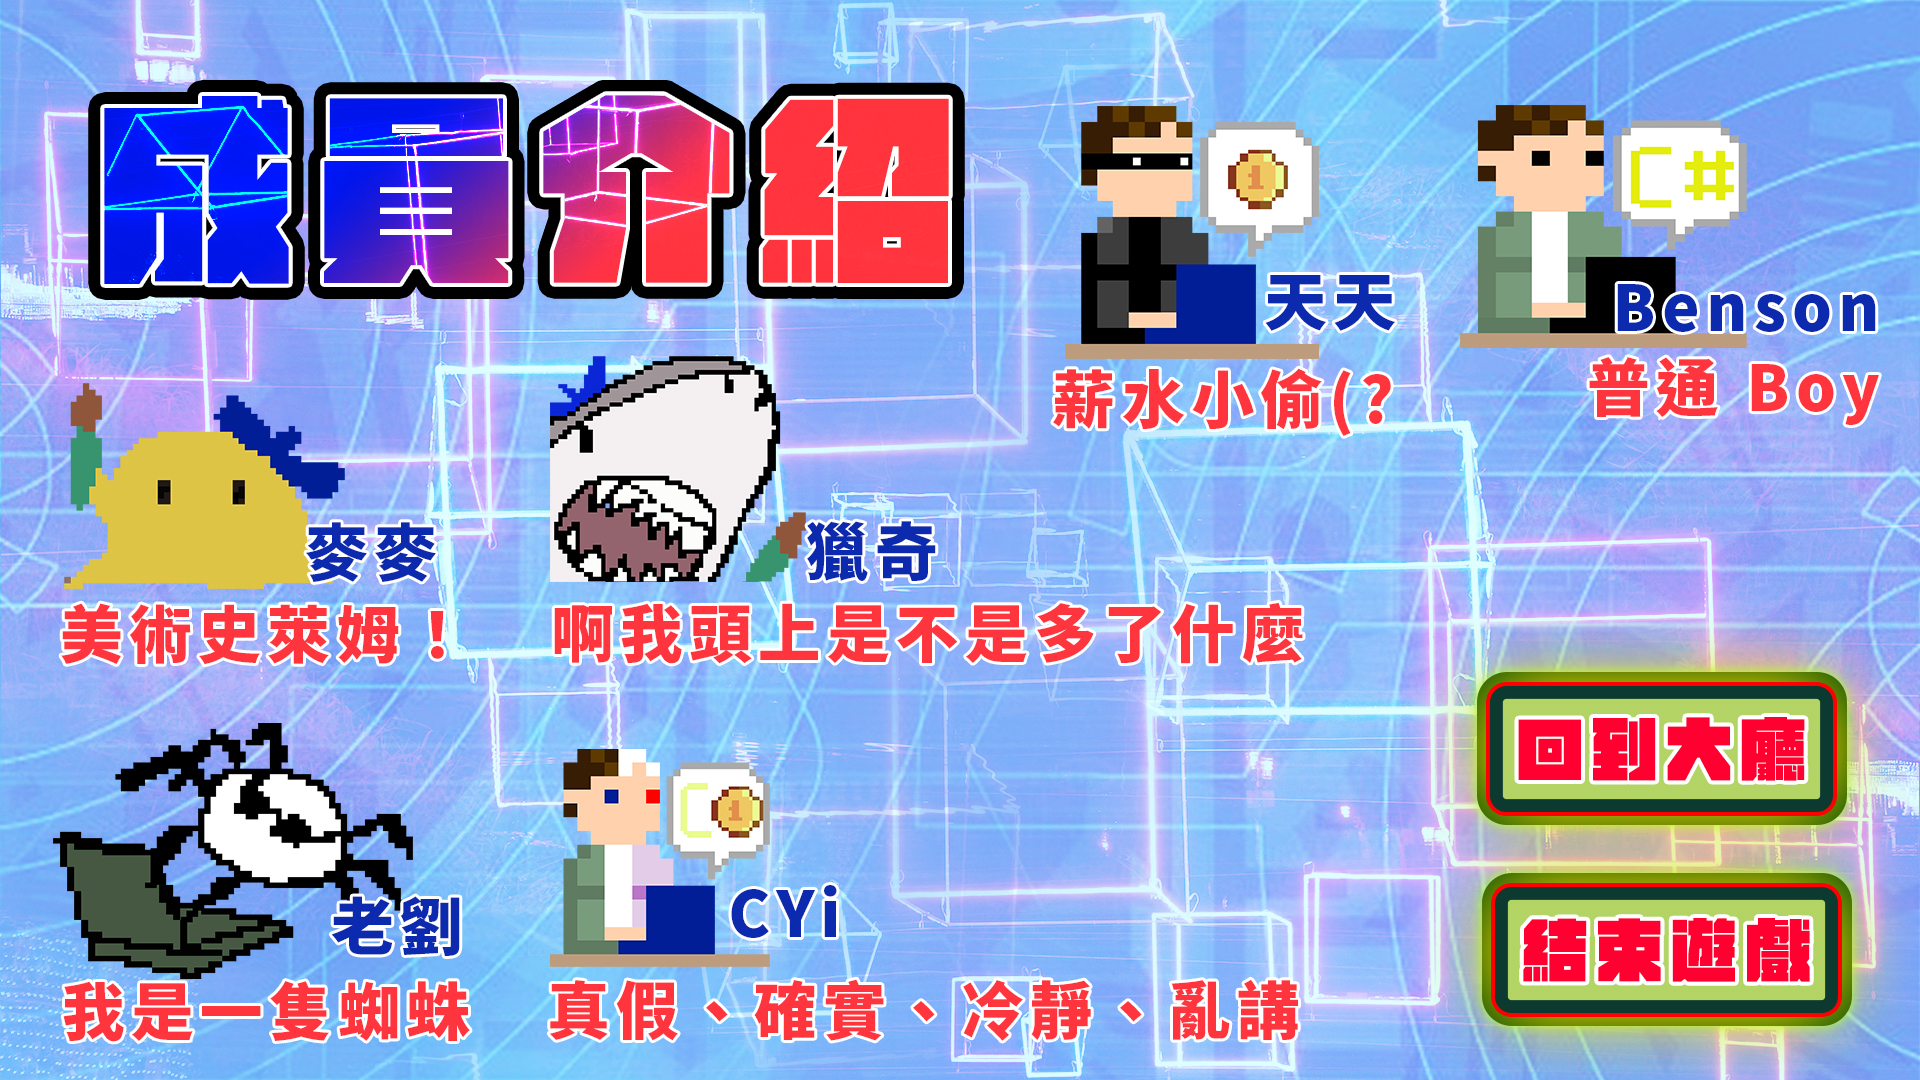 成員介紹
1
天天
薪水小偷(?
C#
Benson
普通 Boy
麥麥
美術史萊姆！
獵奇
啊我頭上是不是多了什麼
老劉
我是一隻蜘蛛
C 1
CYi
真假、確實、冷靜、亂講
回到大廳
結束遊戲